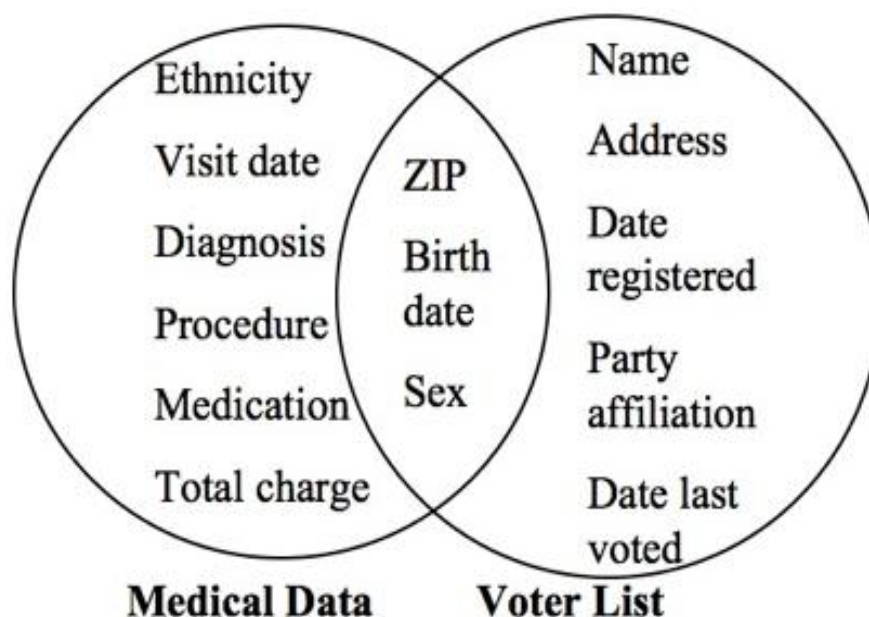 Ethnicity
Visit date
Diagnosis
Procedure
Medication
Total charge
ZIP
Birth
date
Sex
Name
Address
Date
registered
Party
affiliation
Date last
voted
Medical Data
Voter List